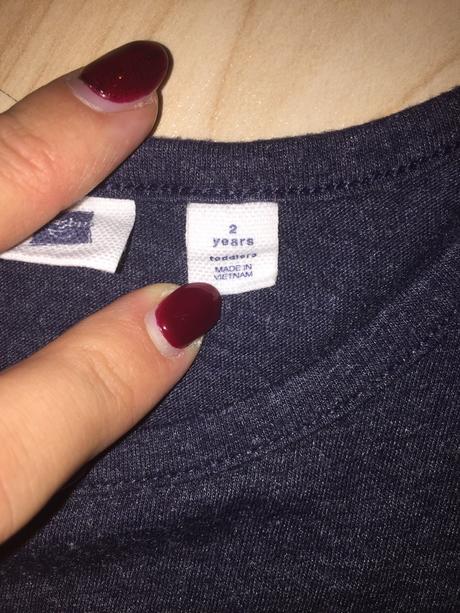 2
years
toddlers
MADE IN
VIETNAM